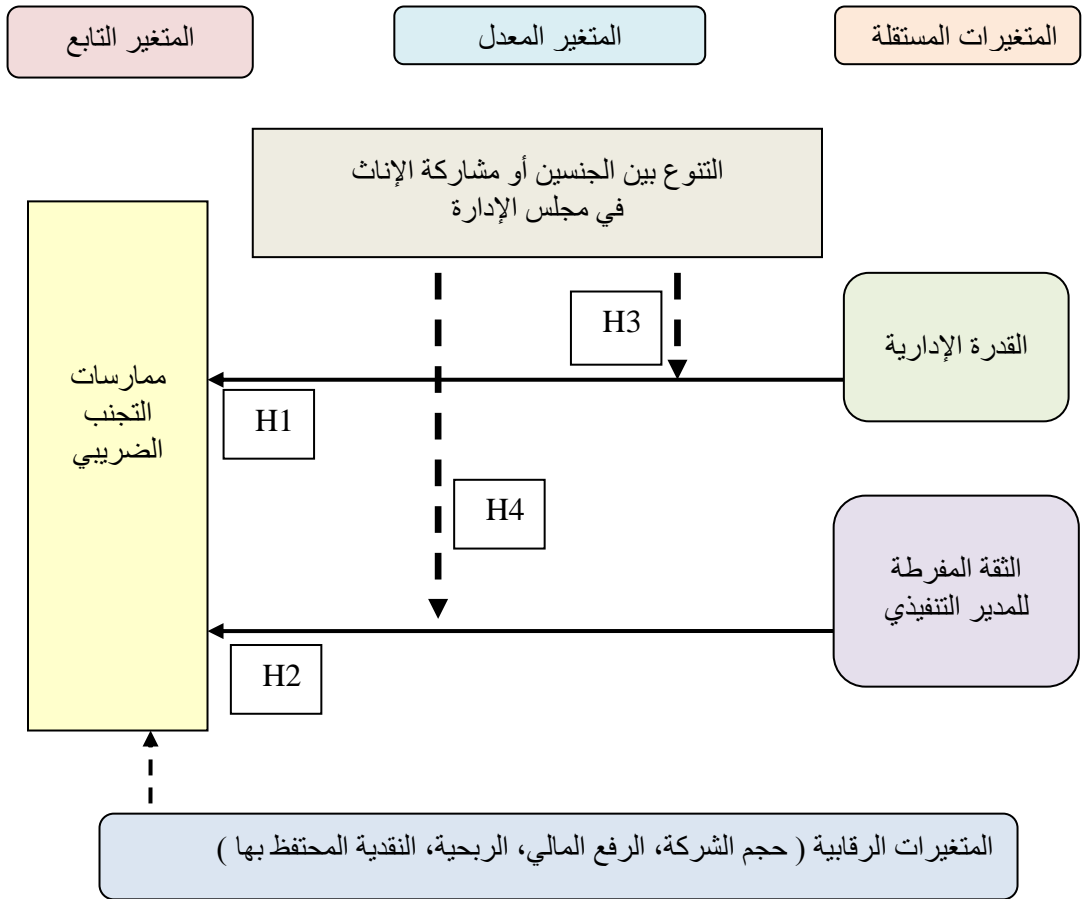 المتغيرات المستقلة
المتغير المعدل
المتغير التابع
التنوع بين الجنسين أو مشاركة الإناث
في مجلس الإدارة
القدرة الإدارية
H3
ممارسات
التجنب
الضريبي
H1
H4
الثقة المفرطة
للمدير التنفيذي
H2
المتغيرات الرقابية ( حجم الشركة، الرفع المالي، الربحية، النقدية المحتفظ بها )